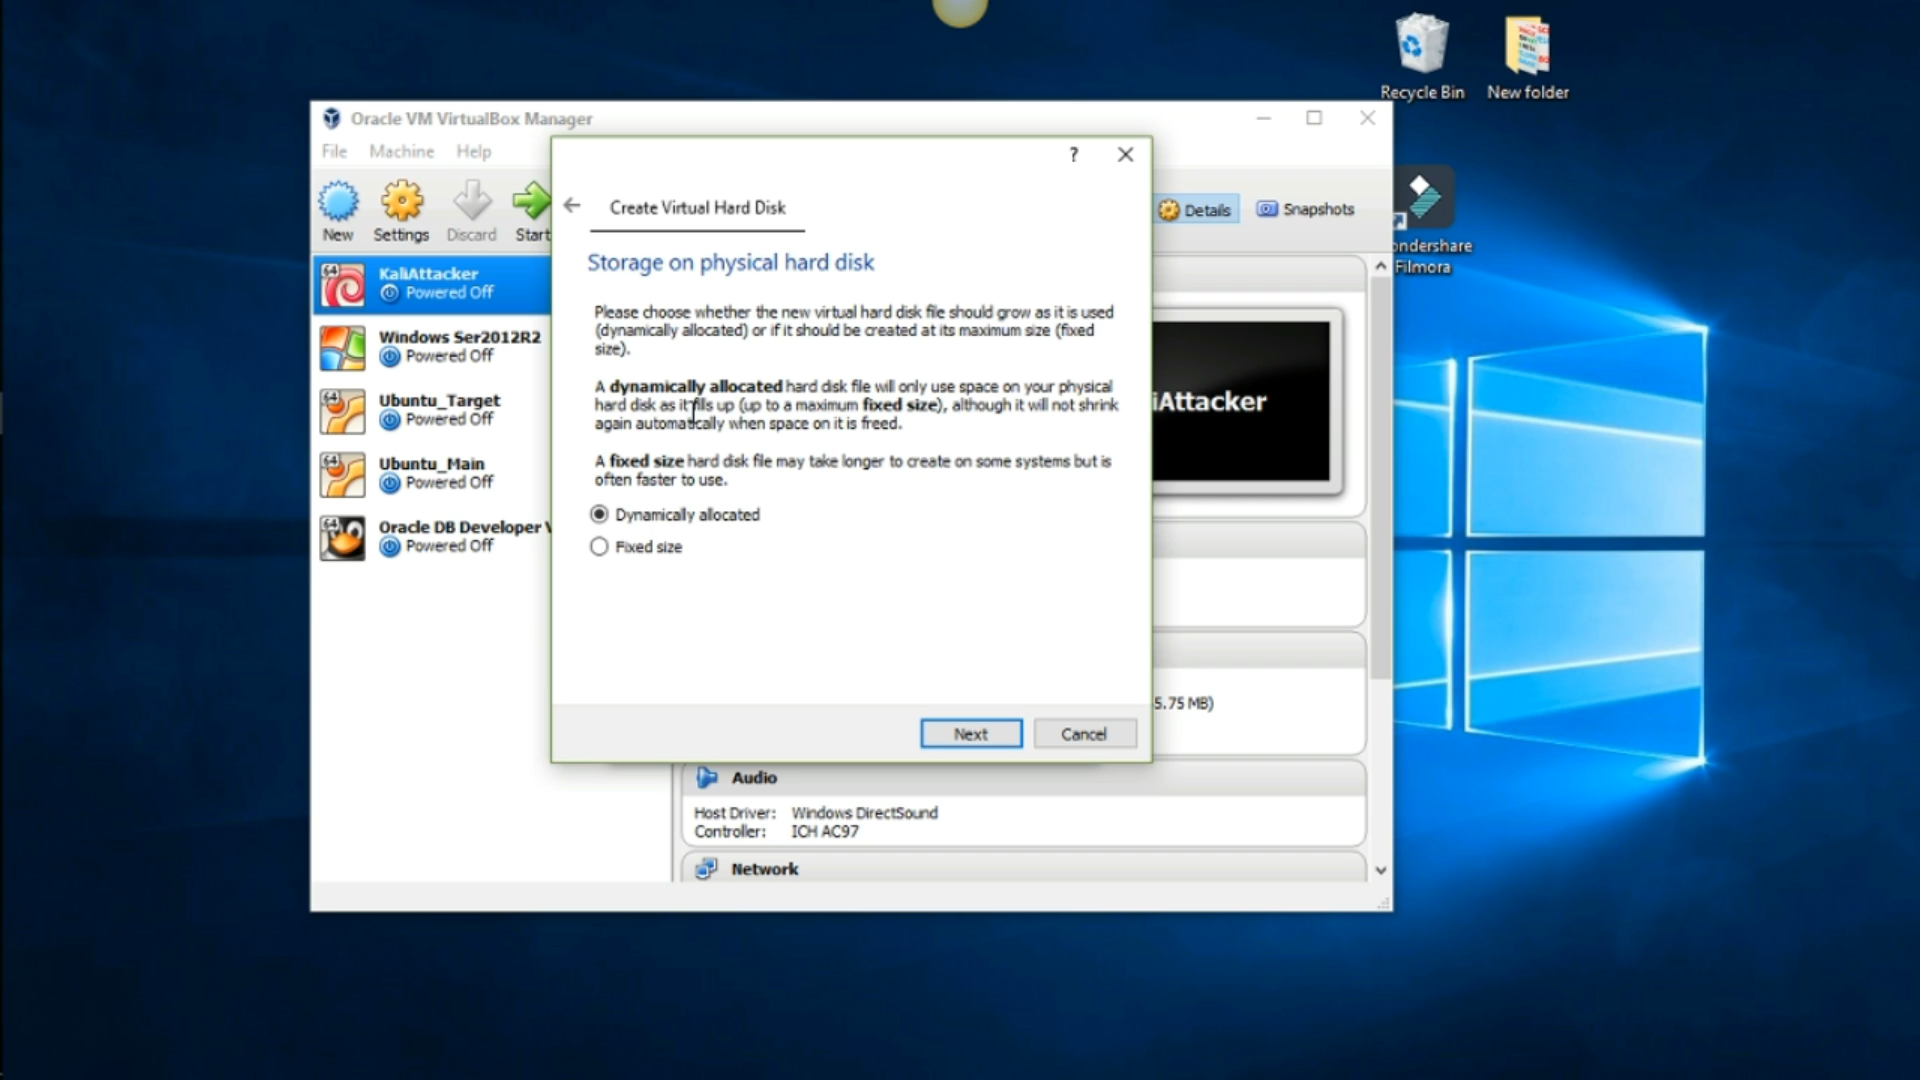 Recycle Bin
New folder
Oracle VM VirtualBox Manager
File Machine Help
?
Create Virtual Hard Disk
New Settings Discard Start
Details
Snapshots
ondershare
Filmora
Storage on physical hard disk
64
KaliAttacker
Powered Off
Windows Ser2012R2
Powered Off
64
Ubuntu_Target
Powered Off
64
Ubuntu_Main
Powered Off
64
Oracle DB Developer V
Powered Off
Please choose whether the new virtual hard disk file should grow as it is used
(dynamically allocated) or if it should be created at its maximum size (fixed
size).
A dynamically allocated hard disk file will only use space on your physical
hard disk as it fills up (up to a maximum fixed size), although it will not shrink
again automatically when space on it is freed.
A fixed size hard disk file may take longer to create on some systems but is
often faster to use.
Dynamically allocated
Fixed size
iAttacker
5.75 MB)
Next
Cancel
Audio
Host Driver: Windows DirectSound
Controller: ICH AC97
Network